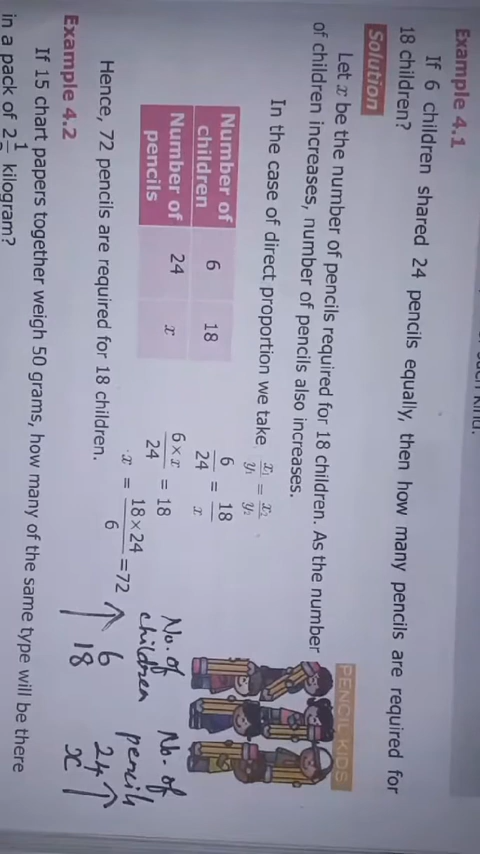 such kind.
Example 4.1
If 6 children shared 24 pencils equally, then how many pencils are required for
18 children?
Solution
Let x be the number of pencils required for 18 children. As the number
of children increases, number of pencils also increases.
In the case of direct proportion we take x₁/y₁ = x₂/y₂
PENCIL KIDS
Number of children 6 18
Number of pencils 24 x
6/24 = 18/x
6 × x/24 = 18
x = 18×24/6 =72
Hence, 72 pencils are required for 18 children.
No. of children No. of pencils
6 24
18 x
Example 4.2
If 15 chart papers together weigh 50 grams, how many of the same type will be there
in a pack of 2 1/ kilogram?